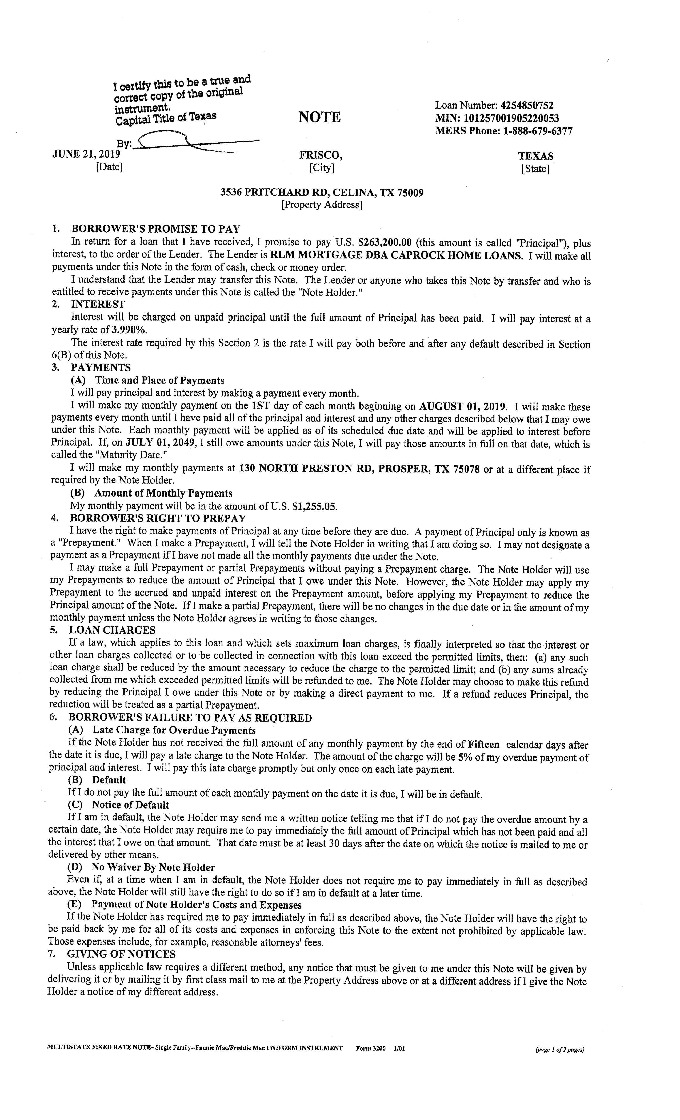 I certify this to be a true and
correct copy of the original
instrument.
Capital Title of Texas
By:
Loan Number: 4254850752
NOTE
MIN: 101257001905220053
MERS Phone: 1-888-679-6377
JUNE 21, 2019 FRISCO, TEXAS
[Date] [City] [State]
3536 PRITCHARD RD, CELINA, TX 75009
[Property Address]
1. BORROWER'S PROMISE TO PAY
In return for a loan that I have received, I promise to pay U.S. $263,200.00 (this amount is called "Principal"), plus
interest, to the order of the Lender. The Lender is RLM MORTGAGE DBA CAPROCK HOME LOANS. I will make all
payments under this Note in the form of cash, check or money order.
I understand that the Lender may transfer this Note. The Lender or anyone who takes this Note by transfer and who is
entitled to receive payments under this Note is called the "Note Holder."
2. INTEREST
Interest will be charged on unpaid principal until the full amount of Principal has been paid. I will pay interest at a
yearly rate of 3.990%.
The interest rate required by this Section 2 is the rate I will pay both before and after any default described in Section
6(B) of this Note.
3. PAYMENTS
(A) Time and Place of Payments
I will pay principal and interest by making a payment every month.
I will make my monthly payment on the 1ST day of each month beginning on AUGUST 01, 2019. I will make these
payments every month until I have paid all of the principal and interest and any other charges described below that I may owe
under this Note. Each monthly payment will be applied as of its scheduled due date and will be applied to interest before
Principal. If, on JULY 01, 2049, I still owe amounts under this Note, I will pay those amounts in full on that date, which is
called the "Maturity Date."
I will make my monthly payments at 130 NORTH PRESTON RD, PROSPER, TX 75078 or at a different place if
required by the Note Holder.
(B) Amount of Monthly Payments
My monthly payment will be in the amount of U.S. $1,255.05.
4. BORROWER'S RIGHT TO PREPAY
I have the right to make payments of Principal at any time before they are due. A payment of Principal only is known as
a "Prepayment." When I make a Prepayment, I will tell the Note Holder in writing that I am doing so. I may not designate a
payment as a Prepayment if I have not made all the monthly payments due under the Note.
I may make a full Prepayment or partial Prepayments without paying a Prepayment charge. The Note Holder will use
my Prepayments to reduce the amount of Principal that I owe under this Note. However, the Note Holder may apply my
Prepayment to the accrued and unpaid interest on the Prepayment amount, before applying my Prepayment to reduce the
Principal amount of the Note. If I make a partial Prepayment, there will be no changes in the due date or in the amount of my
monthly payment unless the Note Holder agrees in writing to those changes.
5. LOAN CHARGES
If a law, which applies to this loan and which sets maximum loan charges, is finally interpreted so that the interest or
other loan charges collected or to be collected in connection with this loan exceed the permitted limits, then: (a) any such
loan charge shall be reduced by the amount necessary to reduce the charge to the permitted limit; and (b) any sums already
collected from me which exceeded permitted limits will be refunded to me. The Note Holder may choose to make this refund
by reducing the Principal I owe under this Note or by making a direct payment to me. If a refund reduces Principal, the
reduction will be treated as a partial Prepayment.
6. BORROWER'S FAILURE TO PAY AS REQUIRED
(A) Late Charge for Overdue Payments
If the Note Holder has not received the full amount of any monthly payment by the end of Fifteen calendar days after
the date it is due, I will pay a late charge to the Note Holder. The amount of the charge will be 5% of my overdue payment of
principal and interest. I will pay this late charge promptly but only once on each late payment.
(B) Default
If I do not pay the full amount of each monthly payment on the date it is due, I will be in default.
(C) Notice of Default
If I am in default, the Note Holder may send me a written notice telling me that if I do not pay the overdue amount by a
certain date, the Note Holder may require me to pay immediately the full amount of Principal which has not been paid and all
the interest that I owe on that amount. That date must be at least 30 days after the date on which the notice is mailed to me or
delivered by other means.
(D) No Waiver By Note Holder
Even if, at a time when I am in default, the Note Holder does not require me to pay immediately in full as described
above, the Note Holder will still have the right to do so if I am in default at a later time.
(E) Payment of Note Holder's Costs and Expenses
If the Note Holder has required me to pay immediately in full as described above, the Note Holder will have the right to
be paid back by me for all of its costs and expenses in enforcing this Note to the extent not prohibited by applicable law.
Those expenses include, for example, reasonable attorneys' fees.
7. GIVING OF NOTICES
Unless applicable law requires a different method, any notice that must be given to me under this Note will be given by
delivering it or by mailing it by first class mail to me at the Property Address above or at a different address if I give the Note
Holder a notice of my different address.
MULTISTATE FIXED RATE NOTE--Single Family--Fannie Mae/Freddie Mac UNIFORM INSTRUMENT Form 3200 1/01 (page 1 of 2 pages)